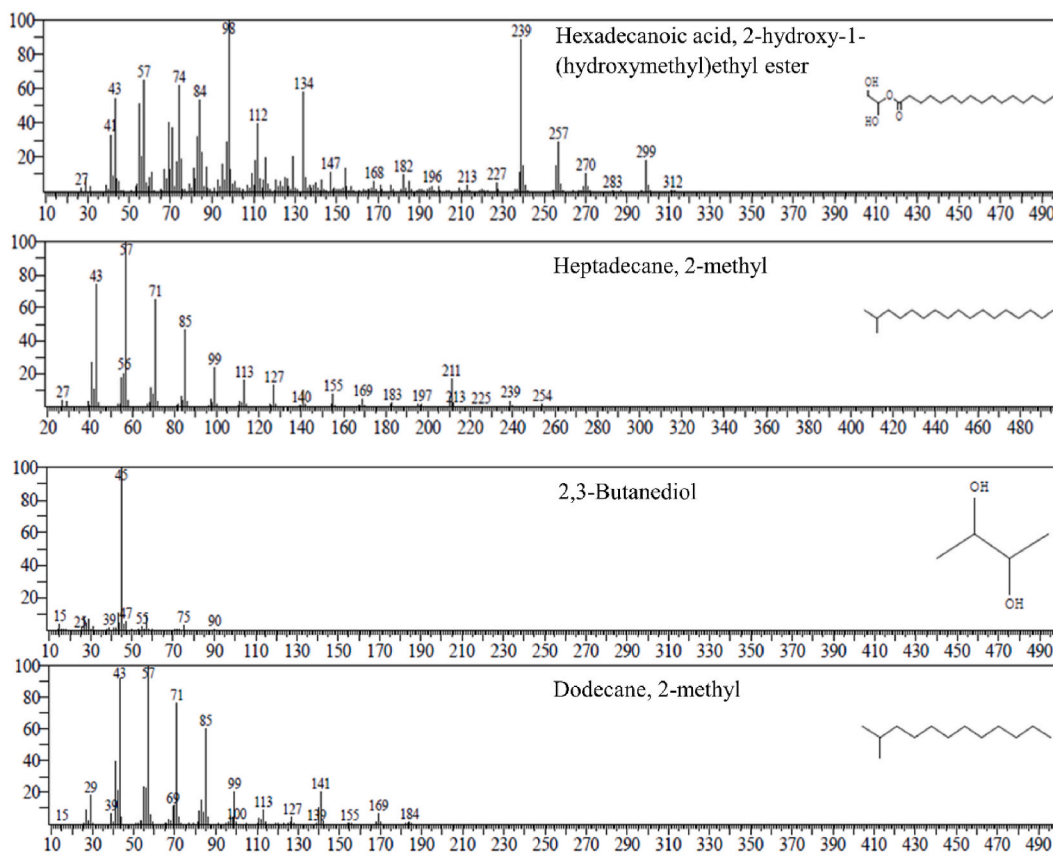 100
80
60
40
20
27 41 43 57 74 84 98 112 134 147 168 182 196 213 227 239 257 270 283 299 312
Hexadecanoic acid, 2-hydroxy-1-
(hydroxymethyl)ethyl ester
OH
O
HO O
10 30 50 70 90 110 130 150 170 190 210 230 250 270 290 310 330 350 370 390 410 430 450 470 490
100
80
60
40
20
27 43 56 57 71 85 99 113 127 140 155 169 183 197 211 213 225 239 254
Heptadecane, 2-methyl
20 40 60 80 100 120 140 160 180 200 220 240 260 280 300 320 340 360 380 400 420 440 460 480
100
80
60
40
20
15 25 39 45 47 55 75 90
2,3-Butanediol
OH
OH
10 30 50 70 90 110 130 150 170 190 210 230 250 270 290 310 330 350 370 390 410 430 450 470 490
100
80
60
40
20
15 29 39 43 57 69 71 85 99 100 113 127 139 141 155 169 184
Dodecane, 2-methyl
10 30 50 70 90 110 130 150 170 190 210 230 250 270 290 310 330 350 370 390 410 430 450 470 490